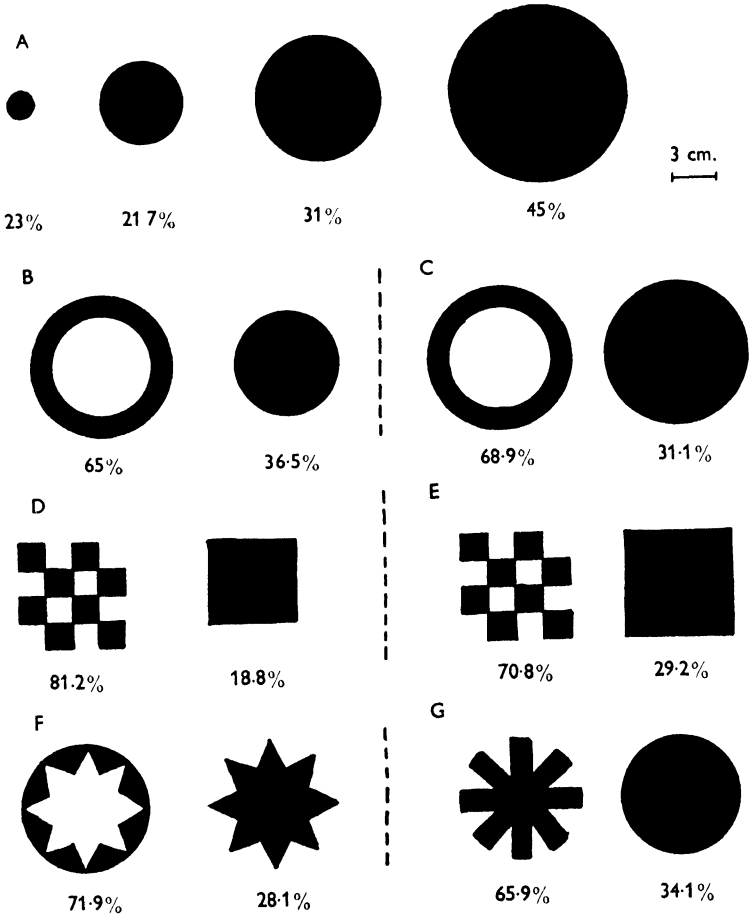 A
3 cm.
23% 21 7% 31% 45%
B C
65% 36·5% 68·9% 31·1%
D E
81.2% 18·8% 70·8% 29·2%
F G
71·9% 28·1% 65·9% 34·1%